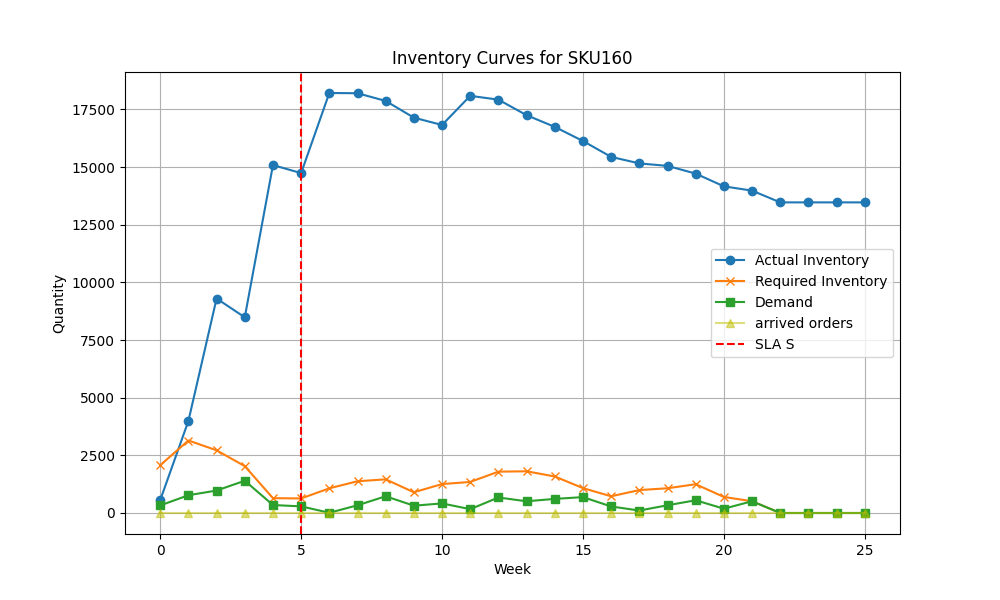 Inventory Curves for SKU160
Quantity
17500
15000
12500
10000
7500
5000
2500
0
Actual Inventory
Required Inventory
Demand
arrived orders
SLA S
0 5 10 15 20 25
Week